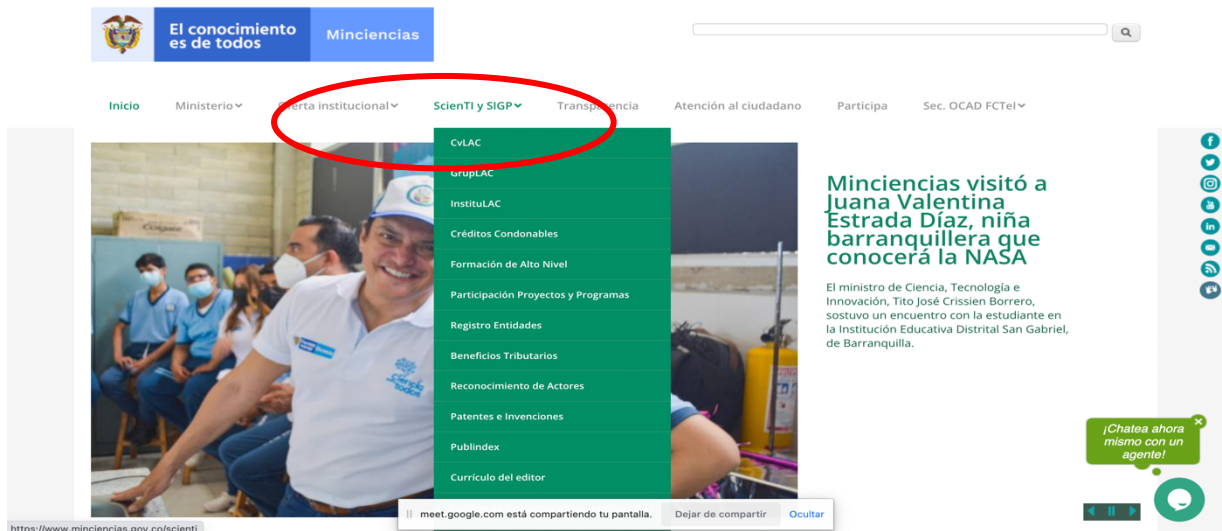 El conocimiento
es de todos
Minciencias
Inicio
Ministerio
Oferta institucional
ScienTI y SIGP
Transparencia
Atención al ciudadano
Participa
Sec. OCAD FCTeI
CvLAC
GrupLAC
InstituLAC
Créditos Condonables
Formación de Alto Nivel
Participación Proyectos y Programas
Registro Entidades
Beneficios Tributarios
Reconocimiento de Actores
Patentes e Invenciones
Publindex
Currículo del editor
Colgate
ciencia
todos
Minciencias visitó a
Juana Valentina
Estrada Díaz, niña
barranquillera que
conocerá la NASA
El ministro de Ciencia, Tecnología e
Innovación, Tito José Crissien Borrero,
sostuvo un encuentro con la estudiante en
la Institución Educativa Distrital San Gabriel,
de Barranquilla.
¡Chatea ahora
mismo con un
agente!
meet.google.com está compartiendo tu pantalla.
Dejar de compartir
Ocultar
https://www.minciencias.gov.co/scienti